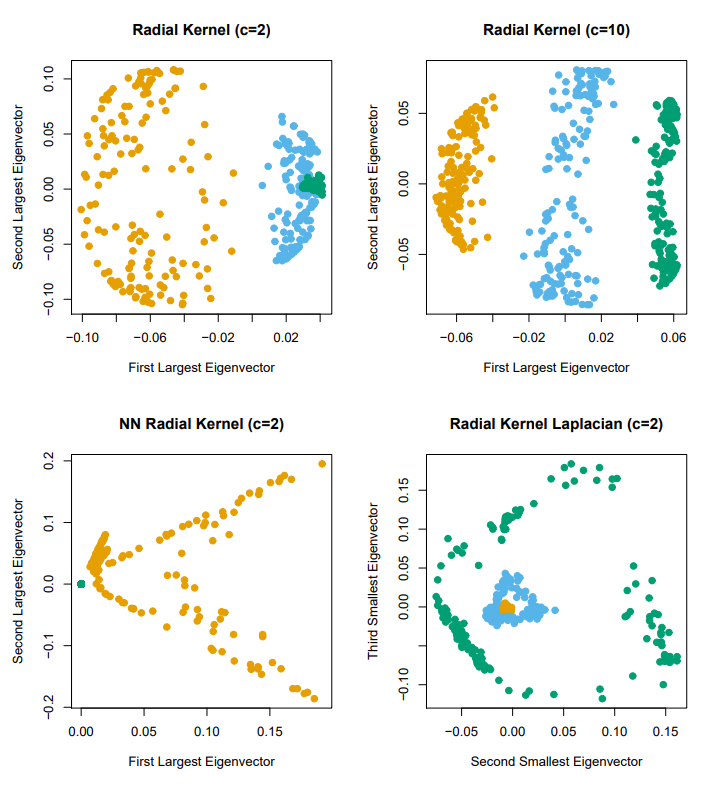 Radial Kernel (c=2)
Second Largest Eigenvector
0.10
0.05
0.00
−0.05
−0.10
−0.10 −0.06 −0.02 0.02
First Largest Eigenvector
Radial Kernel (c=10)
Second Largest Eigenvector
0.05
0.00
−0.05
−0.06 −0.02 0.02 0.06
First Largest Eigenvector
NN Radial Kernel (c=2)
Second Largest Eigenvector
0.2
0.1
0.0
−0.1
−0.2
0.00 0.05 0.10 0.15
First Largest Eigenvector
Radial Kernel Laplacian (c=2)
Third Smallest Eigenvector
0.15
0.10
0.05
0.00
−0.10
−0.05 0.00 0.05 0.10 0.15
Second Smallest Eigenvector